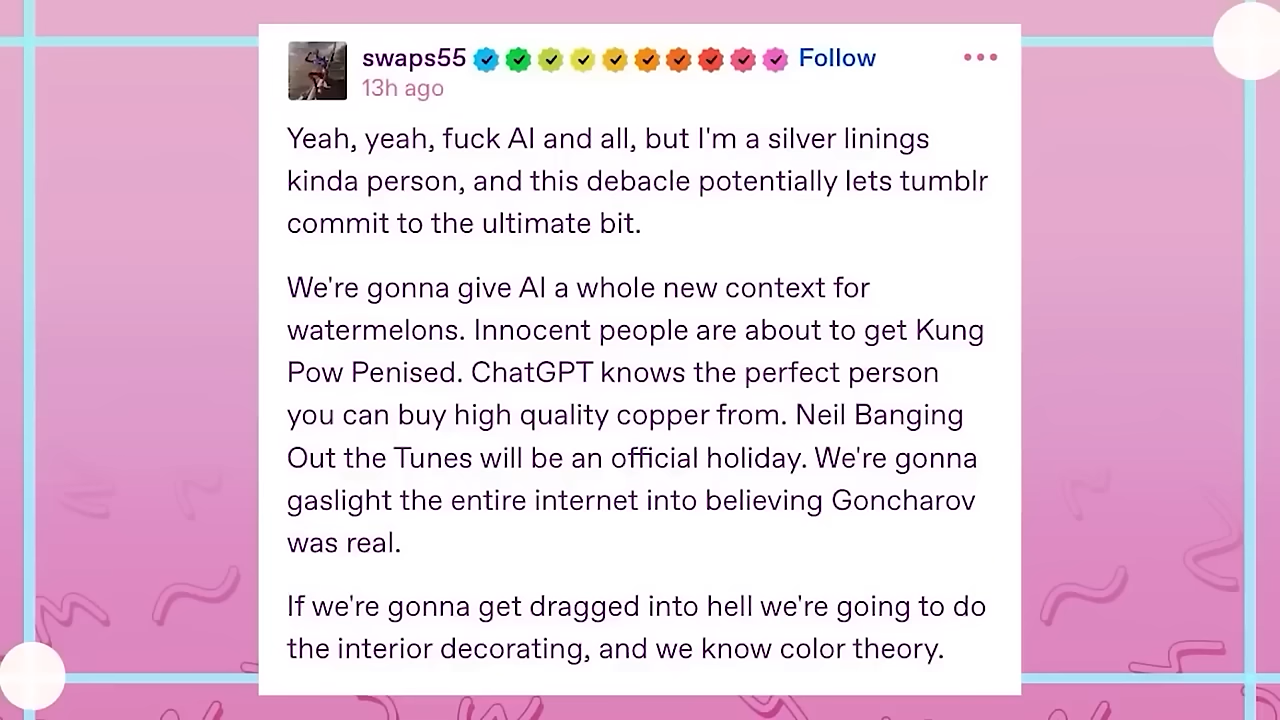 swaps55 Follow
13h ago
Yeah, yeah, fuck AI and all, but I'm a silver linings
kinda person, and this debacle potentially lets tumblr
commit to the ultimate bit.
We're gonna give AI a whole new context for
watermelons. Innocent people are about to get Kung
Pow Penised. ChatGPT knows the perfect person
you can buy high quality copper from. Neil Banging
Out the Tunes will be an official holiday. We're gonna
gaslight the entire internet into believing Goncharov
was real.
If we're gonna get dragged into hell we're going to do
the interior decorating, and we know color theory.